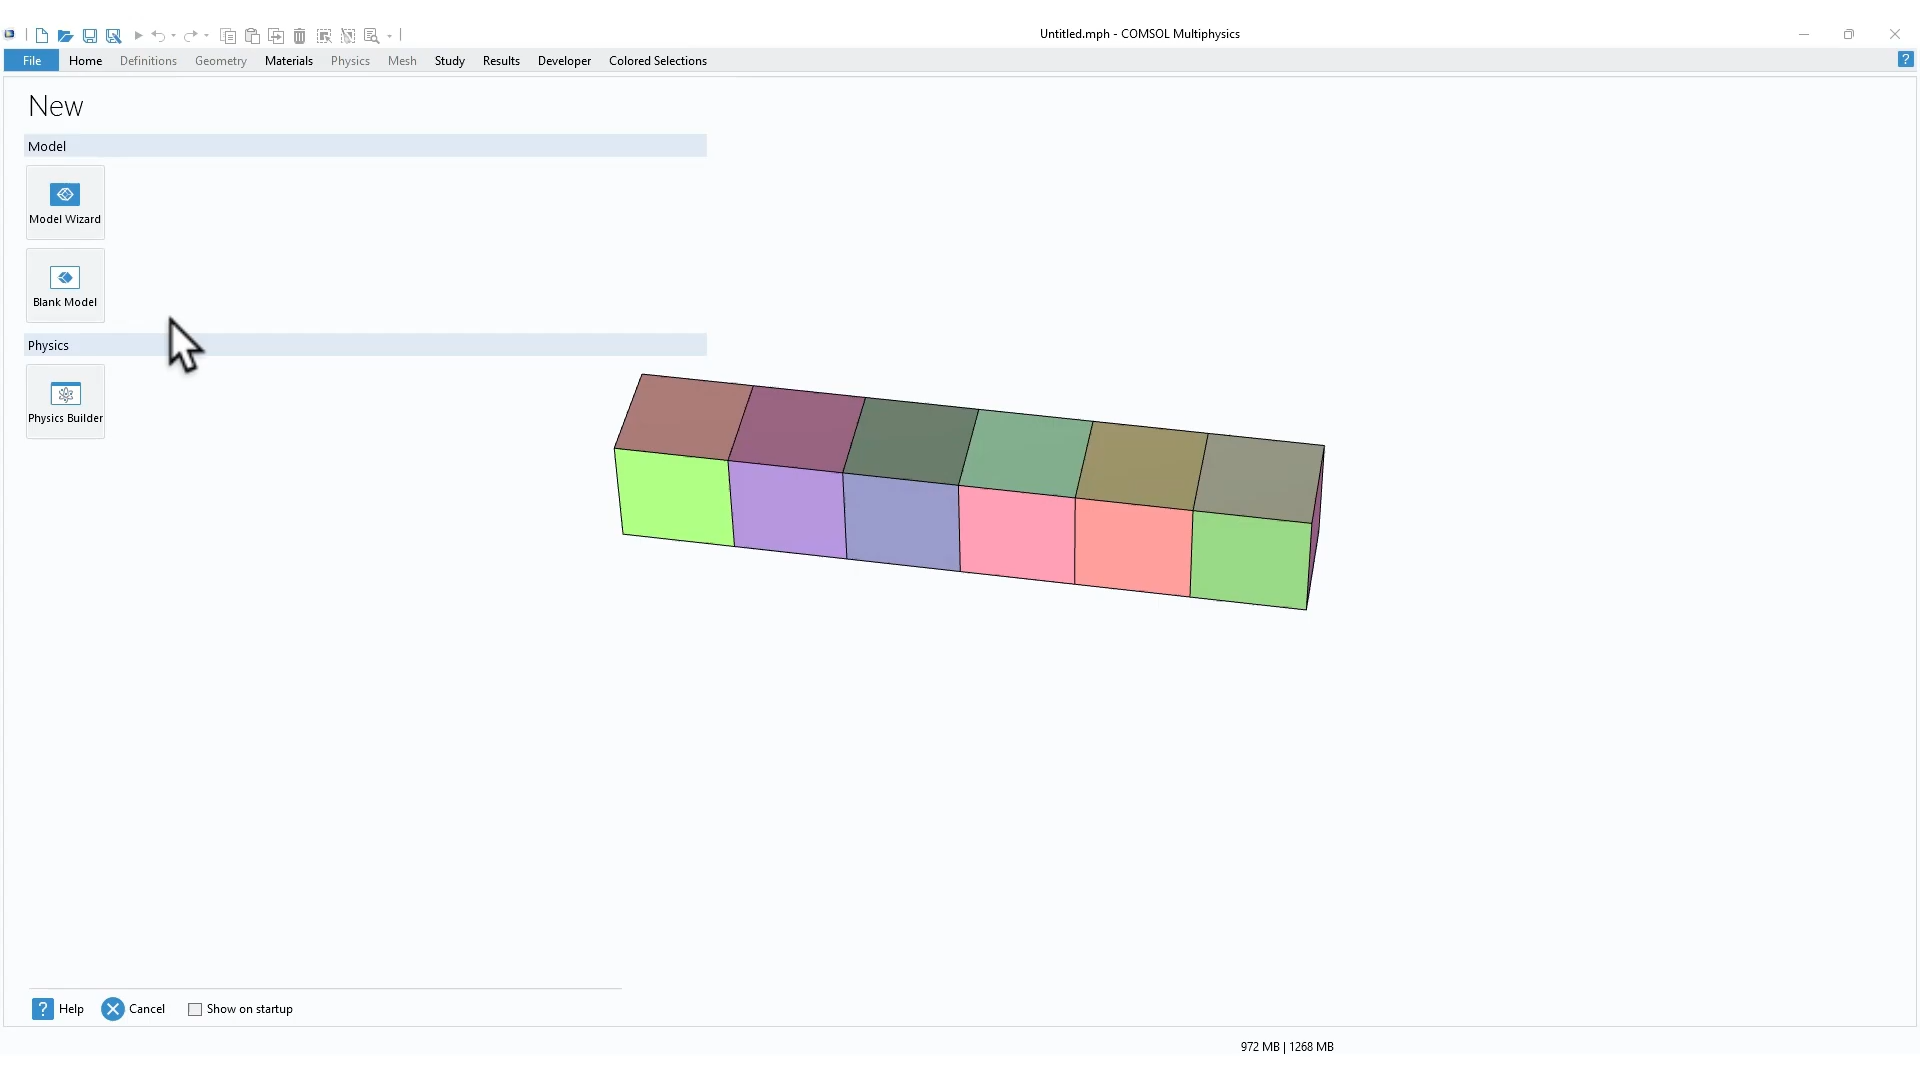 Untitled.mph - COMSOL Multiphysics
File Home Definitions Geometry Materials Physics Mesh Study Results Developer Colored Selections ?
New
Model
Model Wizard
Blank Model
Physics
Physics Builder
? Help Cancel Show on startup
972 MB | 1268 MB